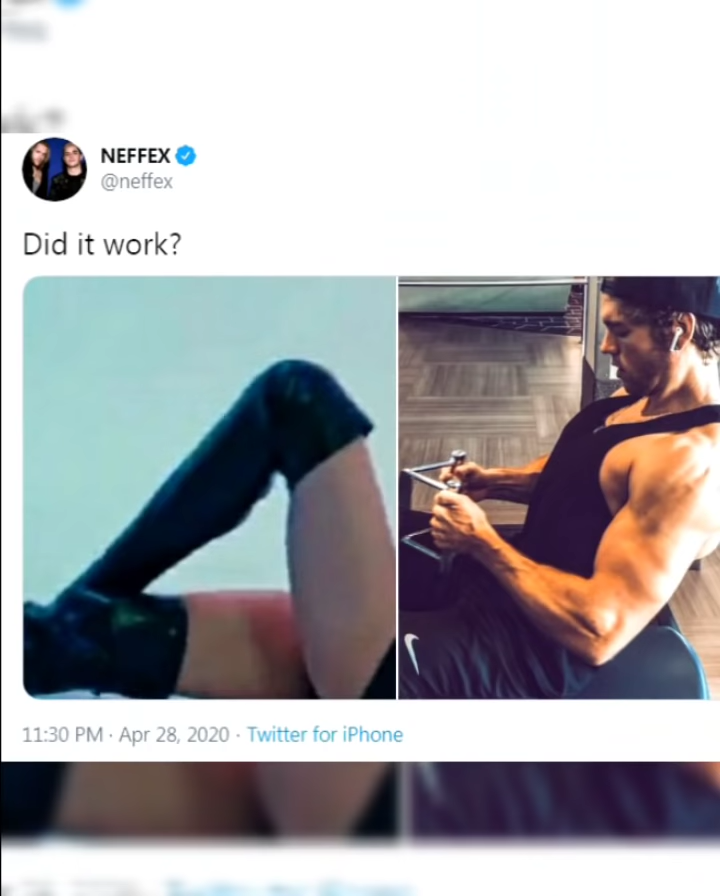 NEFFEX
@neffex
Did it work?
11:30 PM · Apr 28, 2020 · Twitter for iPhone